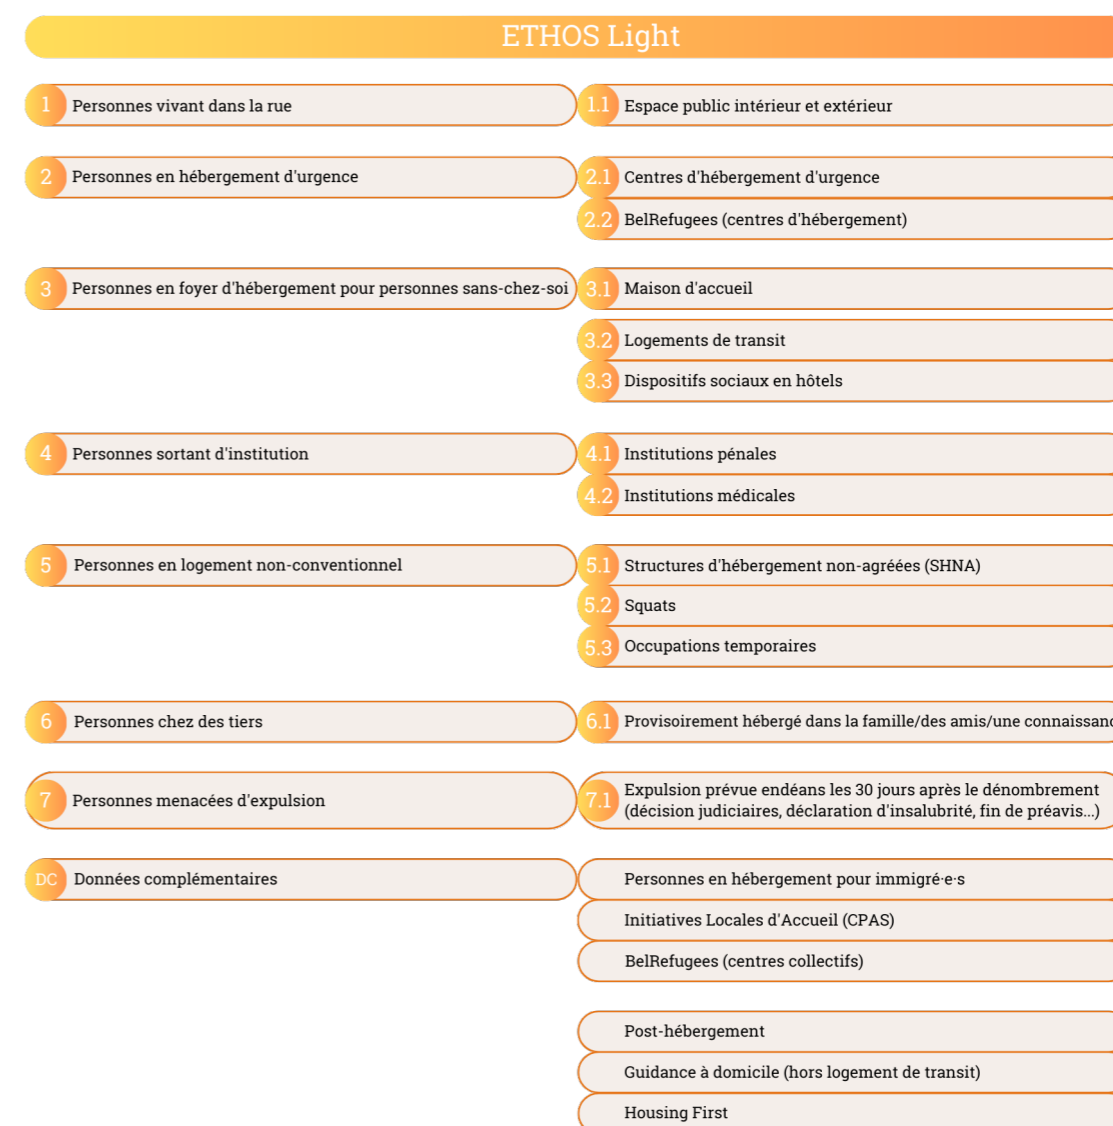 ETHOS Light
1 Personnes vivant dans la rue
1.1 Espace public intérieur et extérieur
2 Personnes en hébergement d'urgence
2.1 Centres d'hébergement d'urgence
2.2 BelRefugees (centres d'hébergement)
3 Personnes en foyer d'hébergement pour personnes sans-chez-soi
3.1 Maison d'accueil
3.2 Logements de transit
3.3 Dispositifs sociaux en hôtels
4 Personnes sortant d'institution
4.1 Institutions pénales
4.2 Institutions médicales
5 Personnes en logement non-conventionnel
5.1 Structures d'hébergement non-agréées (SHNA)
5.2 Squats
5.3 Occupations temporaires
6 Personnes chez des tiers
6.1 Provisoirement hébergé dans la famille/des amis/une
7 Personnes menacées d'expulsion
7.1 Expulsion prévue endéans les 30 jours après le dénombrement
(décision judiciaires, déclaration d'insalubrité, fin de préavis...)
DC Données complémentaires
Personnes en hébergement pour immigré·e·s
Initiatives Locales d'Accueil (CPAS)
BelRefugees (centres collectifs)
Post-hébergement
Guidance à domicile (hors logement de transit)
Housing First